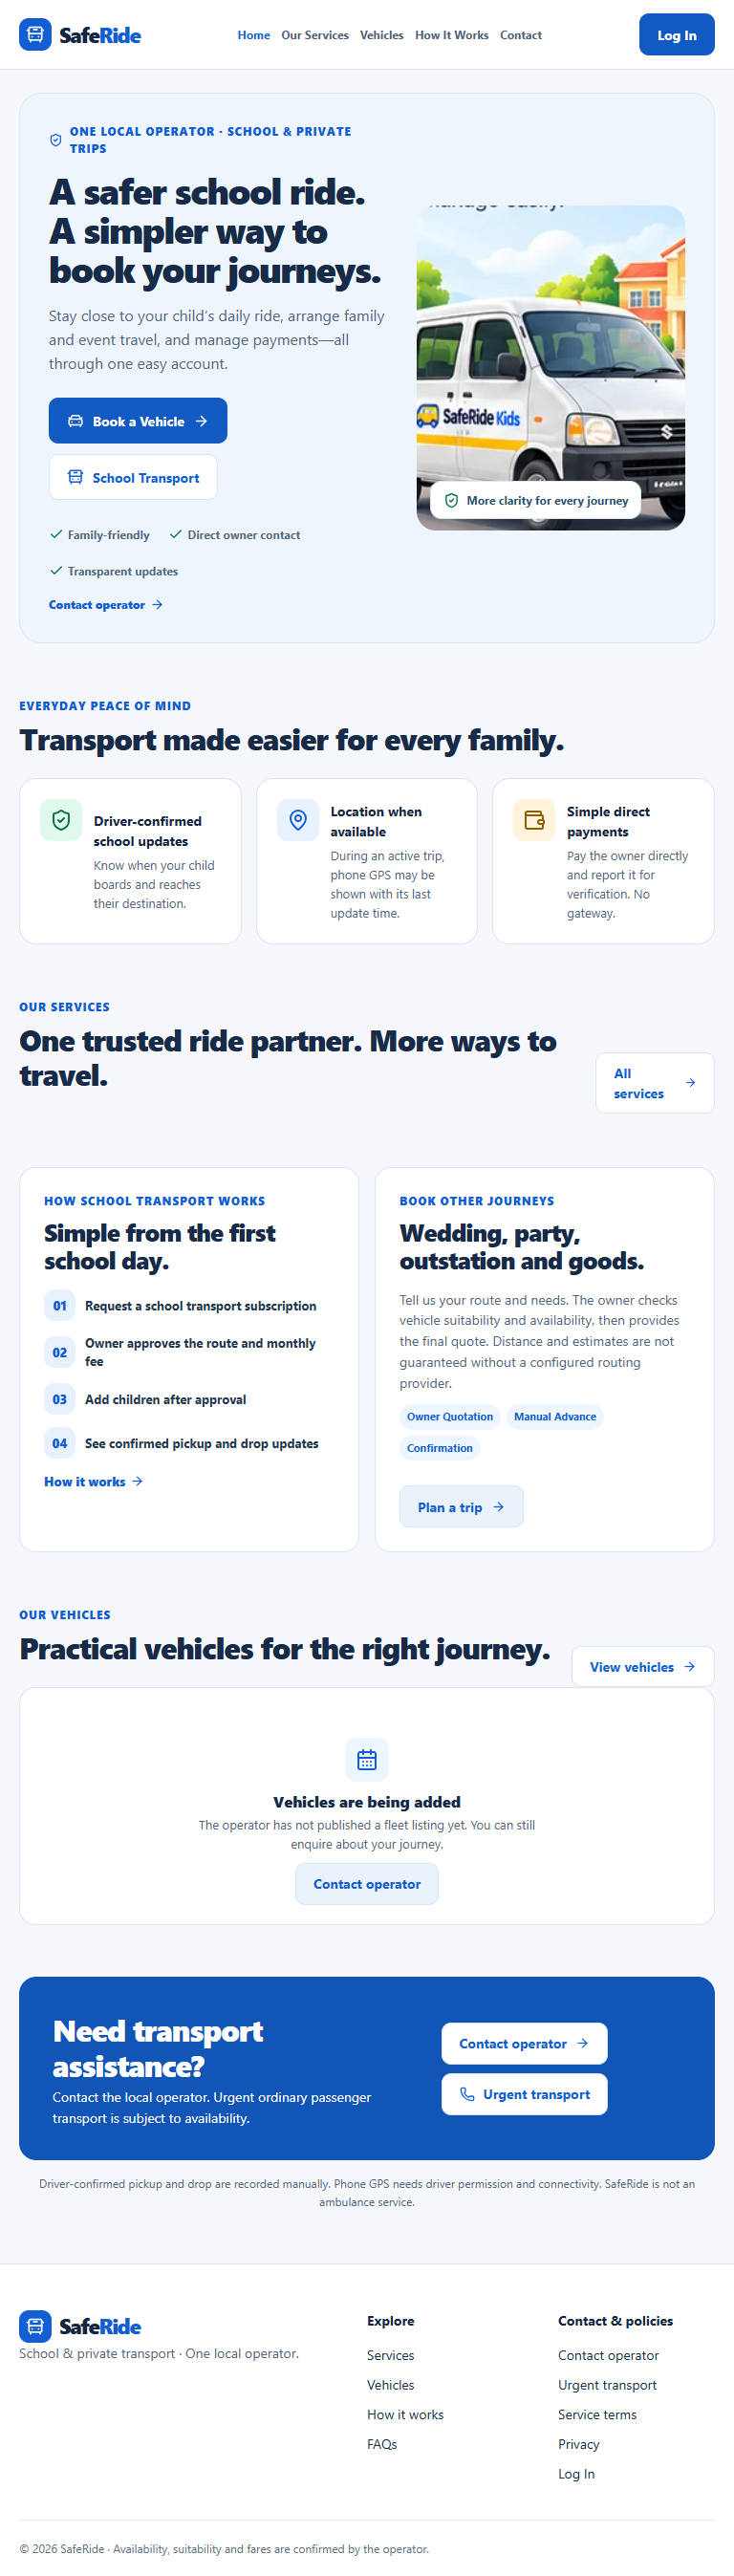 SafeRide
Home Our Services Vehicles How It Works Contact
Log In
ONE LOCAL OPERATOR · SCHOOL & PRIVATE
TRIPS
A safer school ride.
A simpler way to
book your journeys.
Stay close to your child's daily ride, arrange family
and event travel, and manage payments—all
through one easy account.
Book a Vehicle →
School Transport
Family-friendly
Direct owner contact
Transparent updates
Contact operator →
SafeRide Kids
More clarity for every journey
EVERYDAY PEACE OF MIND
Transport made easier for every family.
Driver-confirmed
school updates
Know when your child
boards and reaches
their destination.
Location when
available
During an active trip,
phone GPS may be
shown with its last
update time.
Simple direct
payments
Pay the owner directly
and report it for
verification. No
gateway.
OUR SERVICES
One trusted ride partner. More ways to
travel.
All
services →
HOW SCHOOL TRANSPORT WORKS
Simple from the first
school day.
01 Request a school transport subscription
02 Owner approves the route and monthly
fee
03 Add children after approval
04 See confirmed pickup and drop updates
How it works →
BOOK OTHER JOURNEYS
Wedding, party,
outstation and goods.
Tell us your route and needs. The owner checks
vehicle suitability and availability, then provides
the final quote. Distance and estimates are not
guaranteed without a configured routing
provider.
Owner Quotation
Manual Advance
Confirmation
Plan a trip →
OUR VEHICLES
Practical vehicles for the right journey.
View vehicles →
Vehicles are being added
The operator has not published a fleet listing yet. You can still
enquire about your journey.
Contact operator
Need transport
assistance?
Contact the local operator. Urgent ordinary passenger
transport is subject to availability.
Contact operator →
Urgent transport
Driver-confirmed pickup and drop are recorded manually. Phone GPS needs driver permission and connectivity. SafeRide is not an
ambulance service.
SafeRide
School & private transport · One local operator.
Explore
Services
Vehicles
How it works
FAQs
Contact & policies
Contact operator
Urgent transport
Service terms
Privacy
Log In
© 2026 SafeRide · Availability, suitability and fares are confirmed by the operator.